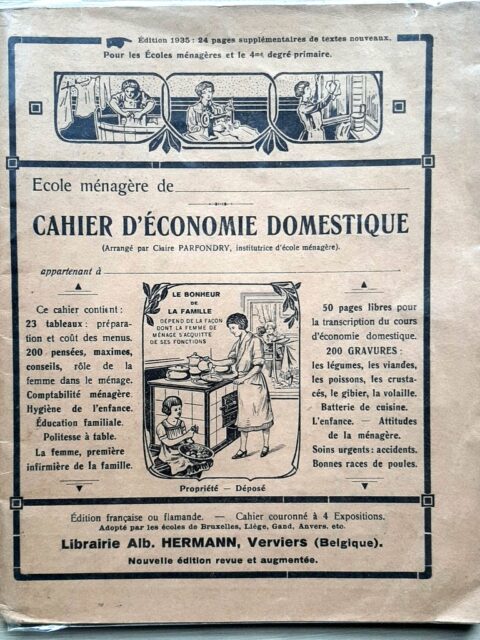 Édition 1935 : 24 pages supplémentaires de textes nouveaux.
Pour les Écoles ménagères et le 4me degré primaire.
Ecole ménagère de
CAHIER D'ÉCONOMIE DOMESTIQUE
(Arrangé par Claire PARFONDRY, institutrice d'école ménagère).
appartenant à
Ce cahier contient :
23 tableaux : prépara-
tion et coût des menus.
200 pensées, maximes,
conseils, rôle de la
femme dans le ménage.
Comptabilité ménagère
Hygiène de l'enfance.
Éducation familiale.
Politesse à table.
La femme, première
infirmière de la famille.
LE BONHEUR
DE
LA FAMILLE
DÉPEND DE LA FAÇON
DONT LA FEMME DE
MÉNAGE S'ACQUITTE
DE SES FONCTIONS
Propriété — Déposé
50 pages libres pour
la transcription du cours
d'économie domestique.
200 GRAVURES :
les légumes, les viandes,
les poissons, les crusta-
cés, le gibier, la volaille.
Batterie de cuisine.
L'enfance. — Attitudes
de la ménagère.
Soins urgents : accidents.
Bonnes races de poules.
Édition française ou flamande. — Cahier couronné à 4 Expositions.
Adopté par les écoles de Bruxelles, Liége, Gand, Anvers, etc.
Librairie Alb. HERMANN, Verviers (Belgique).
Nouvelle édition revue et augmentée.